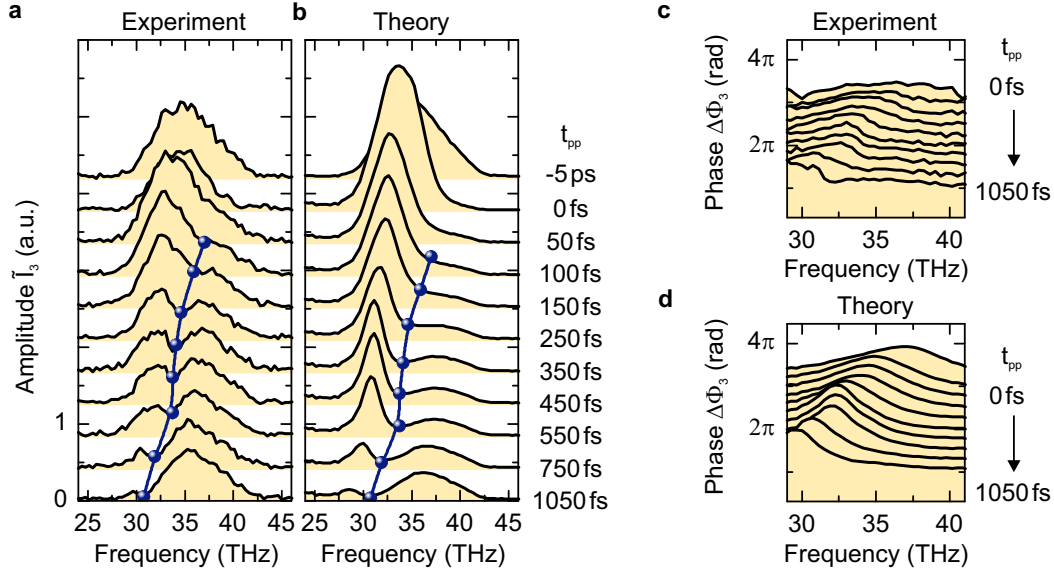 a
Experiment
b
Theory
Amplitude Ĩ₃ (a.u.)
1
0
25 30 35 40 45
Frequency (THz)
25 30 35 40 45
Frequency (THz)
tpp
-5 ps
0 fs
50 fs
100 fs
150 fs
250 fs
350 fs
450 fs
550 fs
750 fs
1050 fs
c
Experiment
Phase ΔΦ₃ (rad)
4π
2π
30 35 40
Frequency (THz)
tpp
0 fs
1050 fs
d
Theory
Phase ΔΦ₃ (rad)
4π
2π
30 35 40
Frequency (THz)
tpp
0 fs
1050 fs